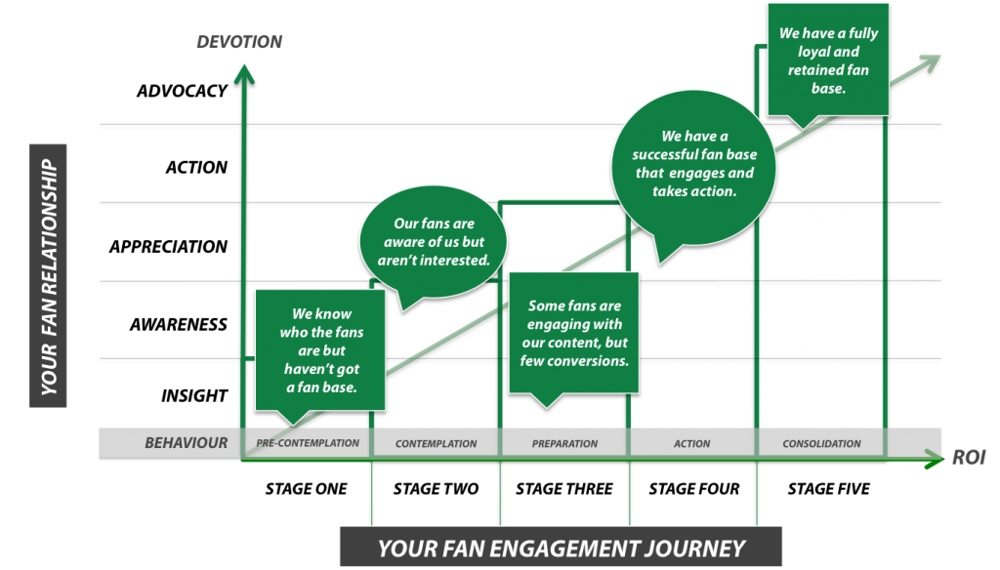 DEVOTION
ADVOCACY
ACTION
APPRECIATION
AWARENESS
INSIGHT
BEHAVIOUR
YOUR FAN RELATIONSHIP
We know
who the fans
are but
haven't got
a fan base.
Our fans are
aware of us but
aren't interested.
Some fans are
engaging with
our content, but
few conversions.
We have a
successful fan base
that engages and
takes action.
We have a fully
loyal and
retained fan
base.
PRE-CONTEMPLATION
CONTEMPLATION
PREPARATION
ACTION
CONSOLIDATION
ROI
STAGE ONE
STAGE TWO
STAGE THREE
STAGE FOUR
STAGE FIVE
YOUR FAN ENGAGEMENT JOURNEY